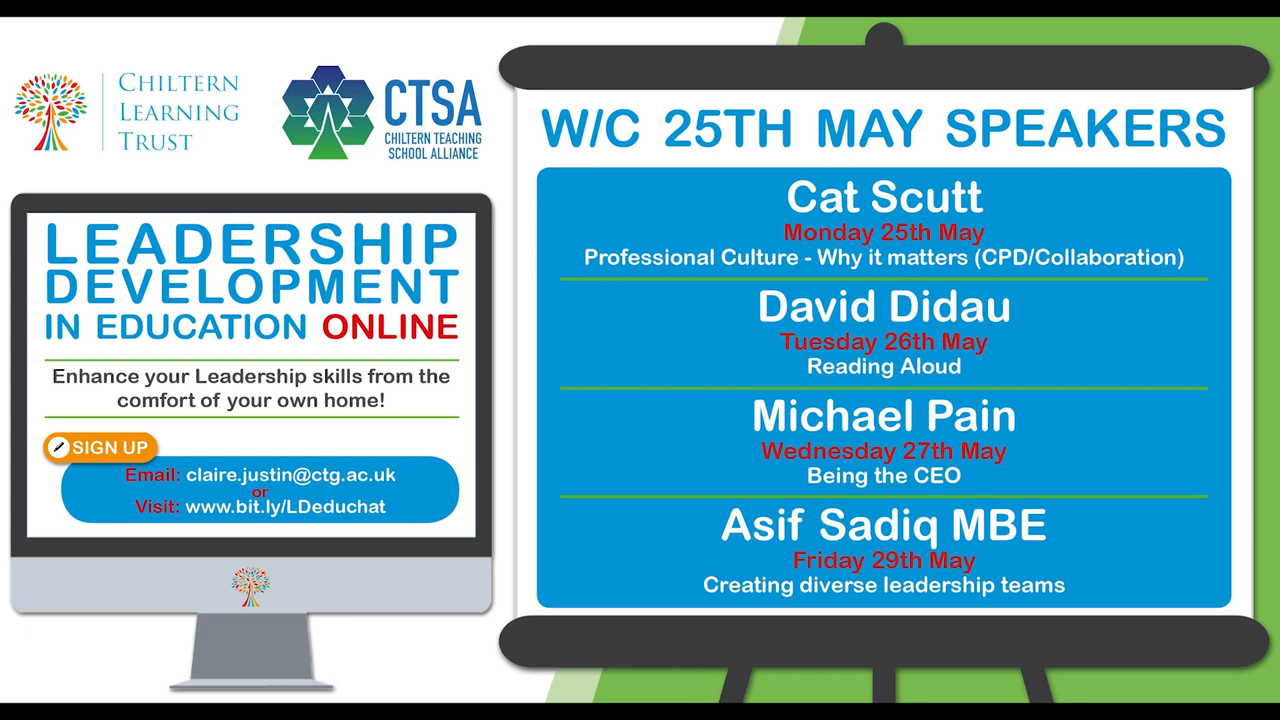 CHILTERN
LEARNING
TRUST
CTSA
CHILTERN TEACHING
SCHOOL ALLIANCE
LEADERSHIP
DEVELOPMENT
IN EDUCATION ONLINE
Enhance your Leadership skills from the
comfort of your own home!
SIGN UP
Email: claire.justin@ctg.ac.uk
or
Visit: www.bit.ly/LDeduchat
W/C 25TH MAY SPEAKERS
Cat Scutt
Monday 25th May
Professional Culture - Why it matters (CPD/Collaboration)
David Didau
Tuesday 26th May
Reading Aloud
Michael Pain
Wednesday 27th May
Being the CEO
Asif Sadiq MBE
Friday 29th May
Creating diverse leadership teams